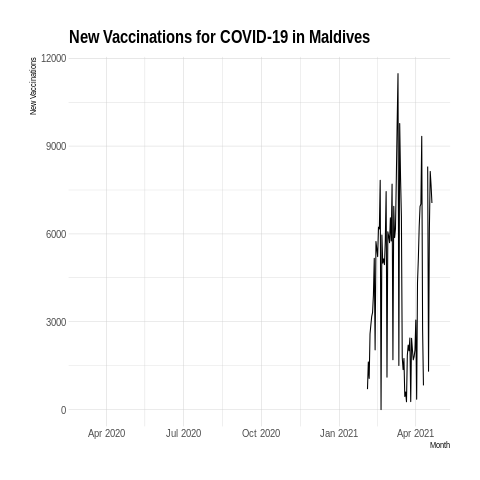 New Vaccinations for COVID-19 in Maldives
New Vaccinations
12000
9000
6000
3000
0
Apr 2020 Jul 2020 Oct 2020 Jan 2021 Apr 2021
Month